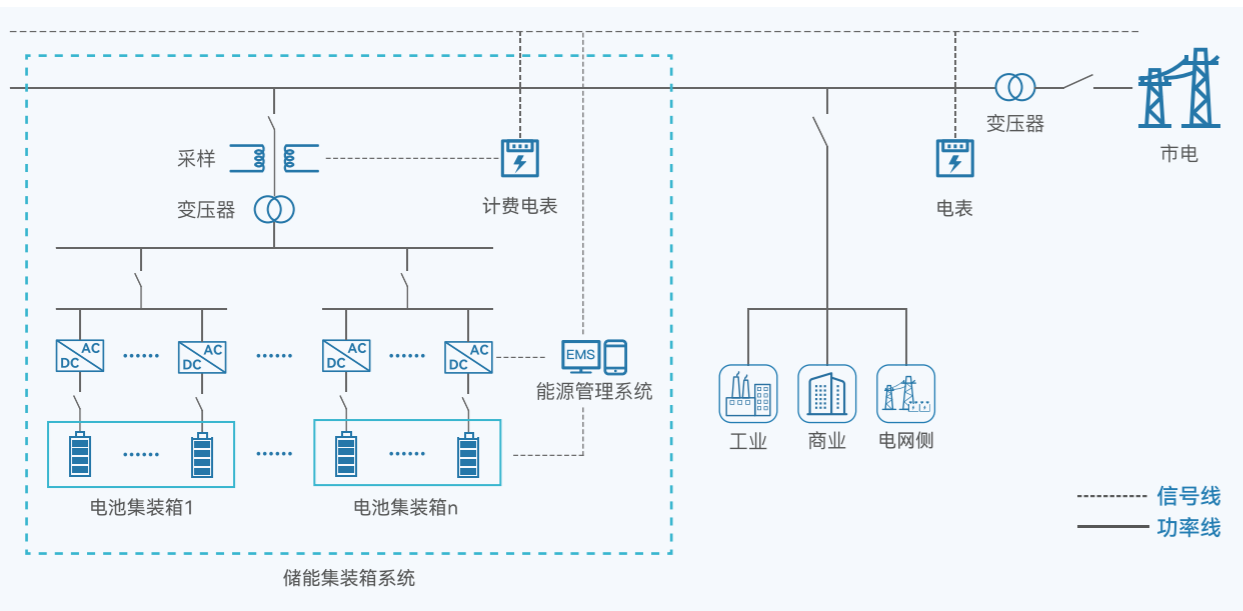 变压器
市电
采样
变压器
计费电表
电表
AC
DC
AC
DC
AC
DC
AC
DC
EMS
能源管理系统
工业
商业
电网侧
电池集装箱1
电池集装箱n
信号线
功率线
储能集装箱系统